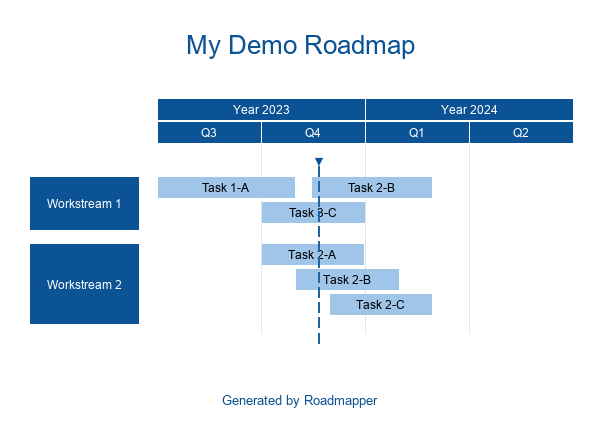 My Demo Roadmap
Year 2023 Year 2024
Q3 Q4 Q1 Q2
Workstream 1
Task 1-A Task 2-B
Task 3-C
Workstream 2
Task 2-A
Task 2-B
Task 2-C
Generated by Roadmapper